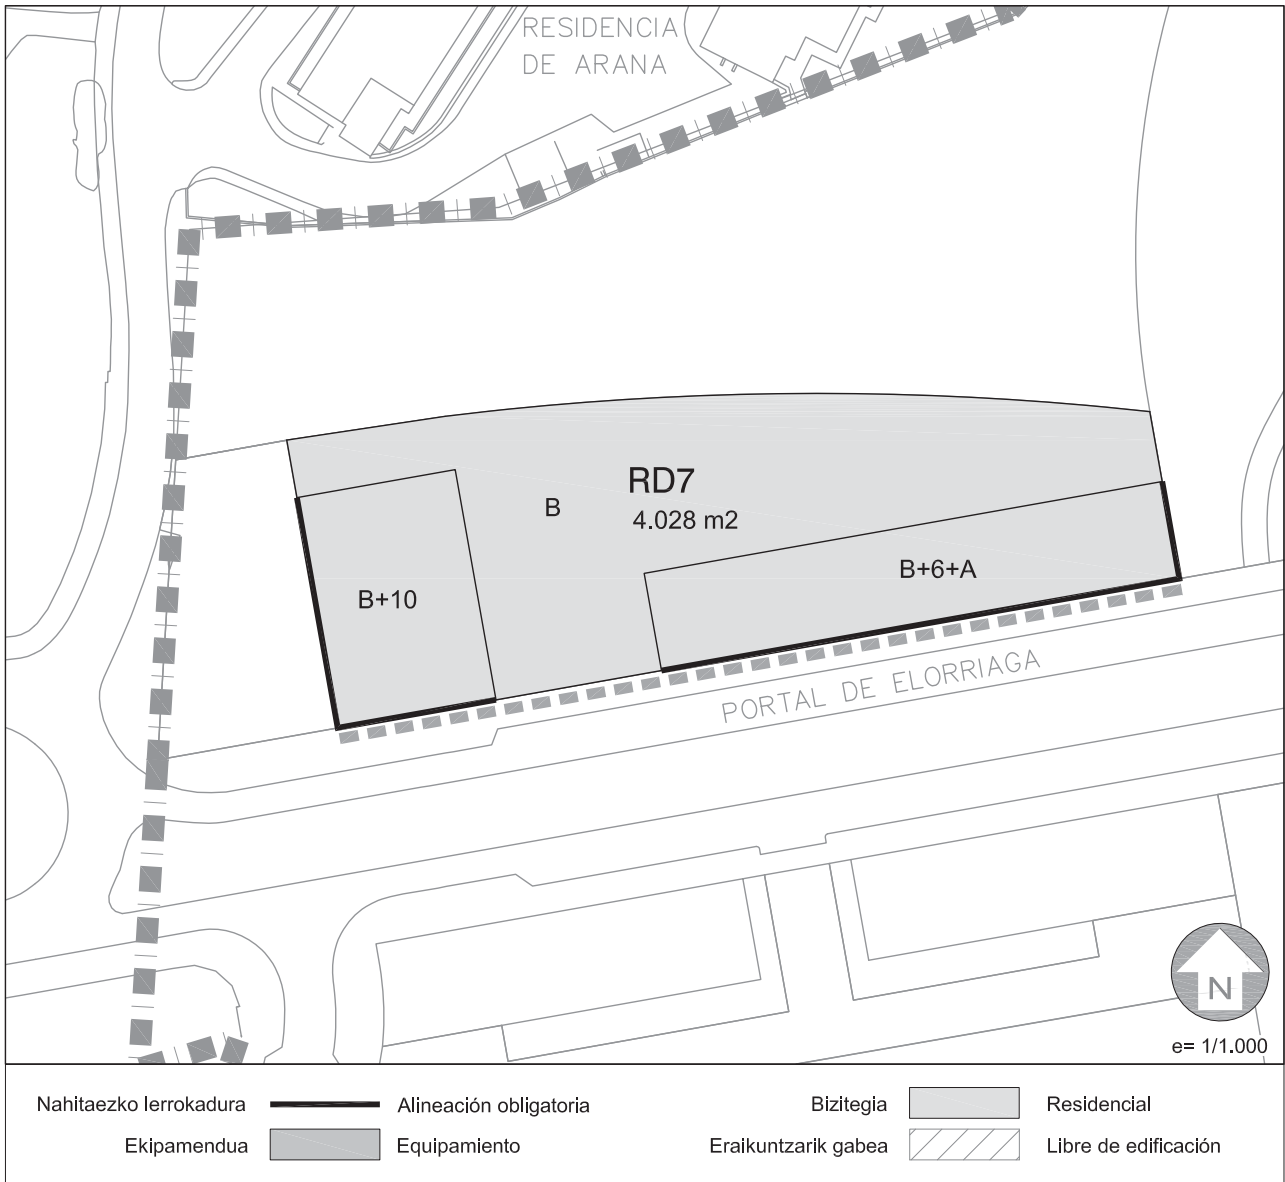 RESIDENCIA
DE ARANA
RD7
4.028 m2
B
B+6+A
B+10
PORTAL DE ELORRIAGA
N
e= 1/1.000
Nahitaezko lerrokadura Alineación obligatoria
Bizitegia Residencial
Ekipamendua Equipamiento
Eraikuntzarik gabea Libre de edificación